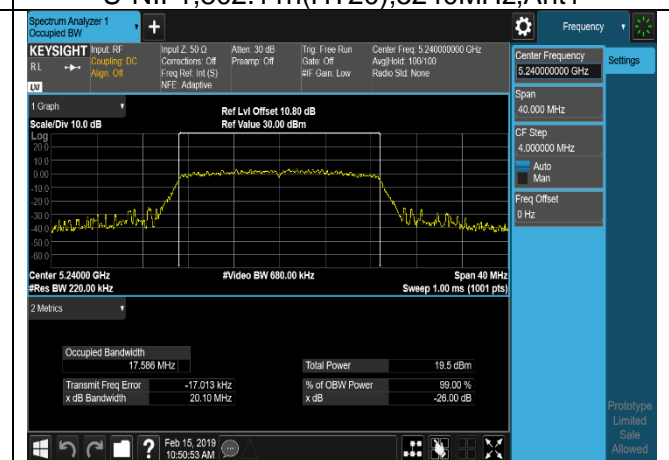 U-NII 1,802.11n(HT20),5240MHz,Ant1
Spectrum Analyzer 1
Occupied BW
Frequency
KEYSIGHT
RL
LXI
Input: RF
Coupling: DC
Align: Off
Input Z: 50 Ω
Corrections: Off
Freq Ref: Int (S)
NFE: Adaptive
Atten: 30 dB
Preamp: Off
Trig: Free Run
Gate: Off
#IF Gain: Low
Center Freq: 5.240000000 GHz
Avg|Hold: 100/100
Radio Std: None
1 Graph
Scale/Div 10.0 dB
Ref Lvl Offset 10.80 dB
Ref Value 30.00 dBm
Log
20.0
10.0
0.00
-10.0
-20.0
-30.0
-40.0
-50.0
-60.0
Center 5.24000 GHz
#Video BW 680.00 kHz
Span 40 MHz
#Res BW 220.00 kHz
Sweep 1.00 ms (1001 pts)
2 Metrics
Occupied Bandwidth
17.586 MHz
Total Power 19.5 dBm
Transmit Freq Error -17.013 kHz
% of OBW Power 99.00 %
x dB Bandwidth 20.10 MHz
x dB -26.00 dB
Center Frequency
5.240000000 GHz
Settings
Span
40.000 MHz
CF Step
4.000000 MHz
Auto
Man
Freq Offset
0 Hz
Prototype
Limited
Sale
Allowed
?
Feb 15, 2019
10:50:53 AM